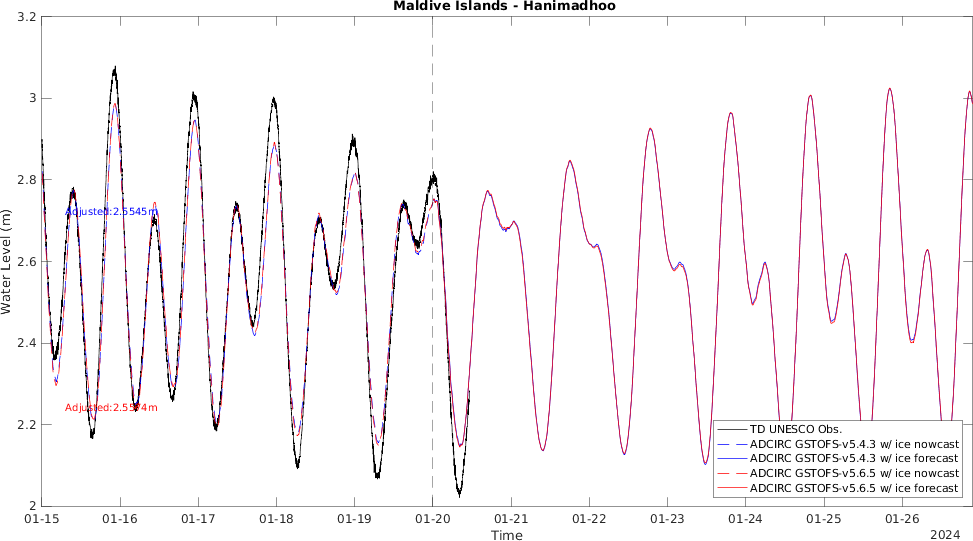 Maldive Islands - Hanimadhoo
3.2
3
2.8
2.6
2.4
2.2
2
Water Level (m)
Adjusted:2.5545m
Adjusted:2.5574m
TD UNESCO Obs.
ADCIRC GSTOFS-v5.4.3 w/ ice nowcast
ADCIRC GSTOFS-v5.4.3 w/ ice forecast
ADCIRC GSTOFS-v5.6.5 w/ ice nowcast
ADCIRC GSTOFS-v5.6.5 w/ ice forecast
01-15 01-16 01-17 01-18 01-19 01-20 01-21 01-22 01-23 01-24 01-25 01-26
Time
2024